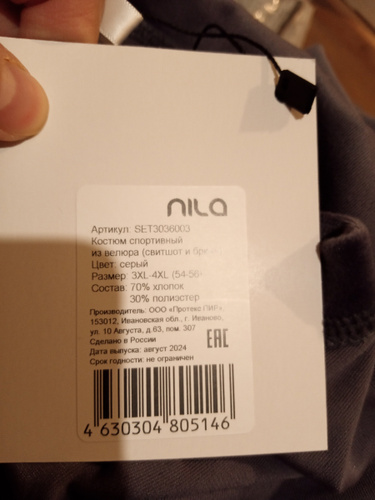 nila
Артикул: SET3036003
Костюм спортивный
из велюра (свитшот и
Цвет: серый
Размер: 3XL-4XL (54-56
Состав: 70% хлопок
30% полиэстер
Производитель: ООО «Протекс
153012, Ивановская обл., г. Иваново,
ул. 10 Августа, д.63, пом. 307
Сделано в России
Дата выпуска: август 2024
Срок годности: не ограничен
EAC
4 630304 805146